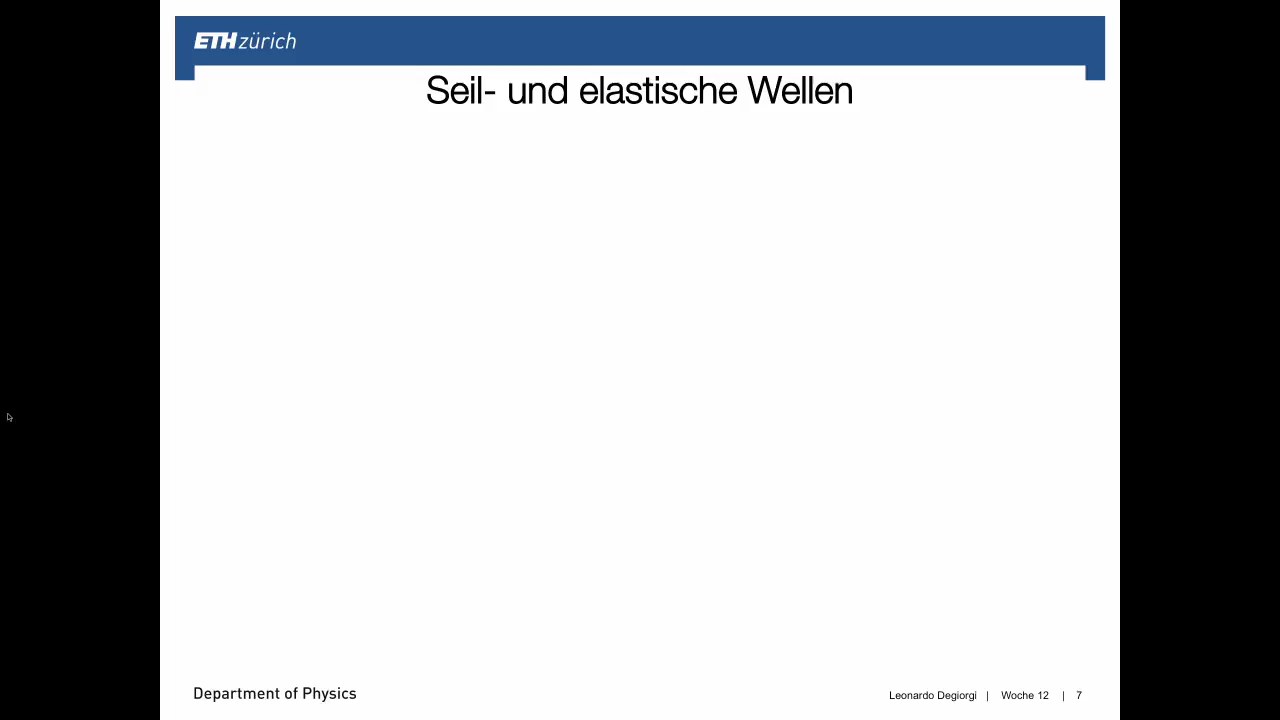 ETH zürich
Seil- und elastische Wellen
Department of Physics
Leonardo Degiorgi | Woche 12 | 7